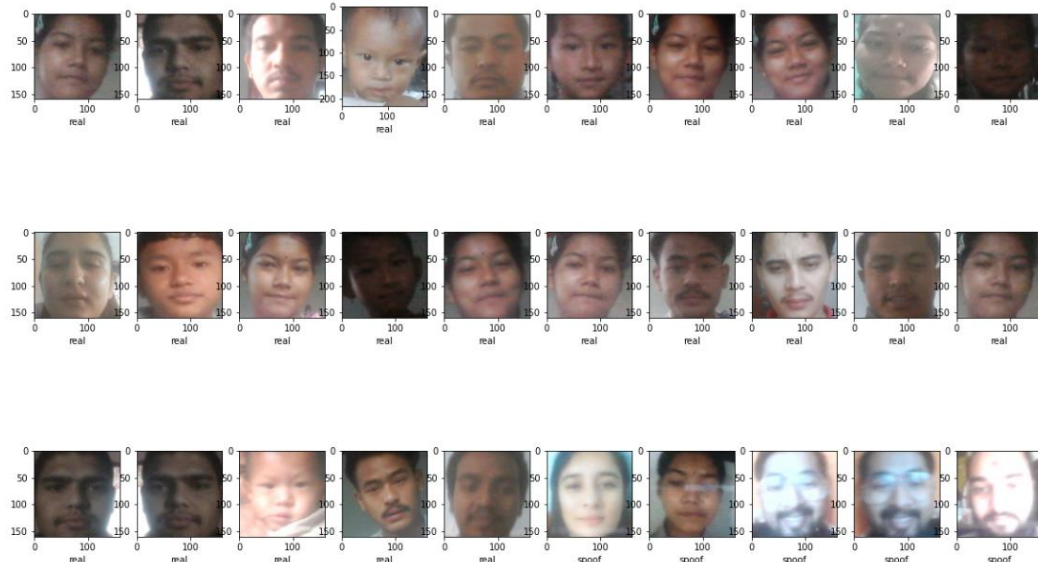 0
0 0 0 0 0 0 0 0 0
50
50 50 50 50 50 50 50 50 50
100
100 100 100 100 100 100 100 100 100
150
150 150 150 150 150 150 150 150 150
200
0 100 0 100 0 100 0 100 0 100 0 100 0 100 0 100 0 100
0 100
real real real real real real real real real
real
0 0 0 0 0 0 0 0 0 0
50 50 50 50 50 50 50 50 50 50
100 100 100 100 100 100 100 100 100 100
150 150 150 150 150 150 150 150 150 150
0 100 0 100 0 100 0 100 0 100 0 100 0 100 0 100 0 100 0 100
real real real real real real real real real real
0 0 0 0 0 0 0 0 0 0
50 50 50 50 50 50 50 50 50 50
100 100 100 100 100 100 100 100 100 100
150 150 150 150 150 150 150 150 150 150
0 100 0 100 0 100 0 100 0 100 0 100 0 100 0 100 0 100 0 100
real real real real real spoof spoof spoof spoof spoof